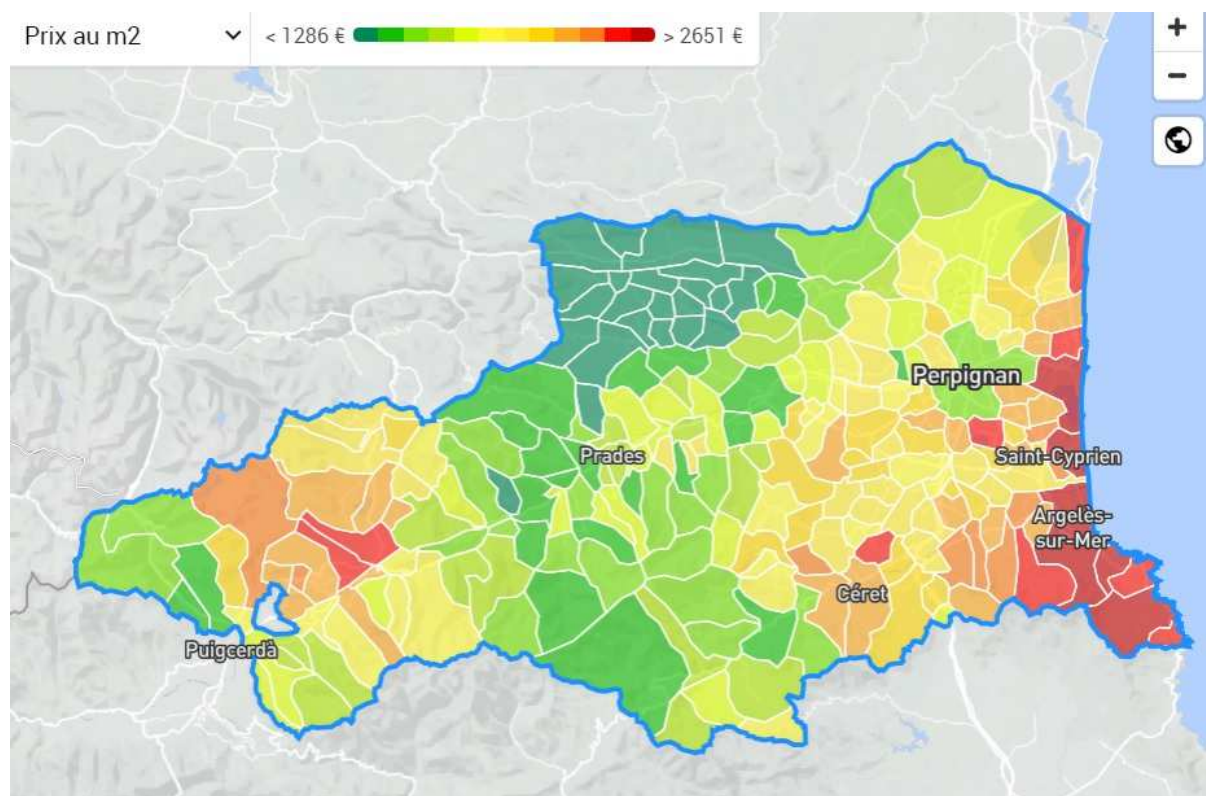 Prix au m2 < 1286 € > 2651 €
+
−
Perpignan
Prades
Saint-Cyprien
Argelès-
sur-Mer
Céret
Puigcerdà